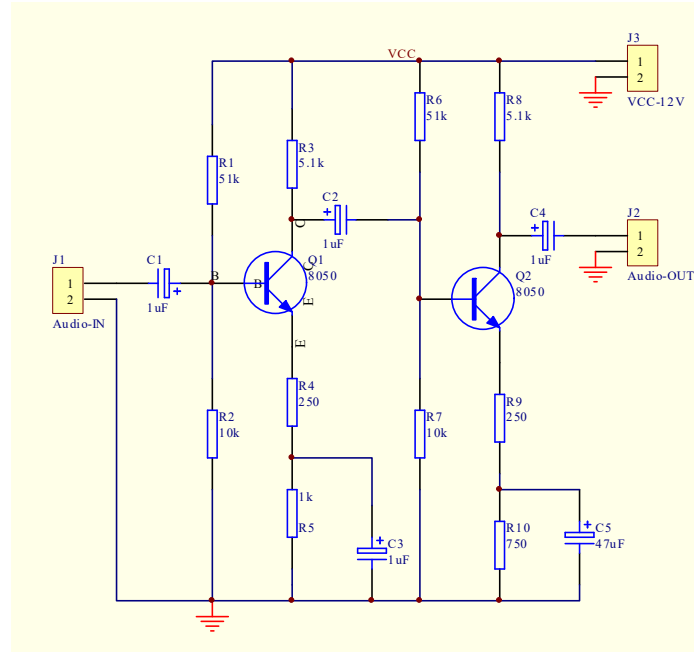 J3
VCC
1
2
VCC-12V
R6
51k
R8
5.1k
R3
5.1k
R1
51k
C2
1uF
C
C4
1uF
J2
1
2
Audio-OUT
J1
1
2
Audio-IN
C1
1uF
B
B
Q1
8050
C
E
E
Q2
8050
R4
250
R9
250
R2
10k
R7
10k
1k
R5
C3
1uF
R10
750
C5
47uF